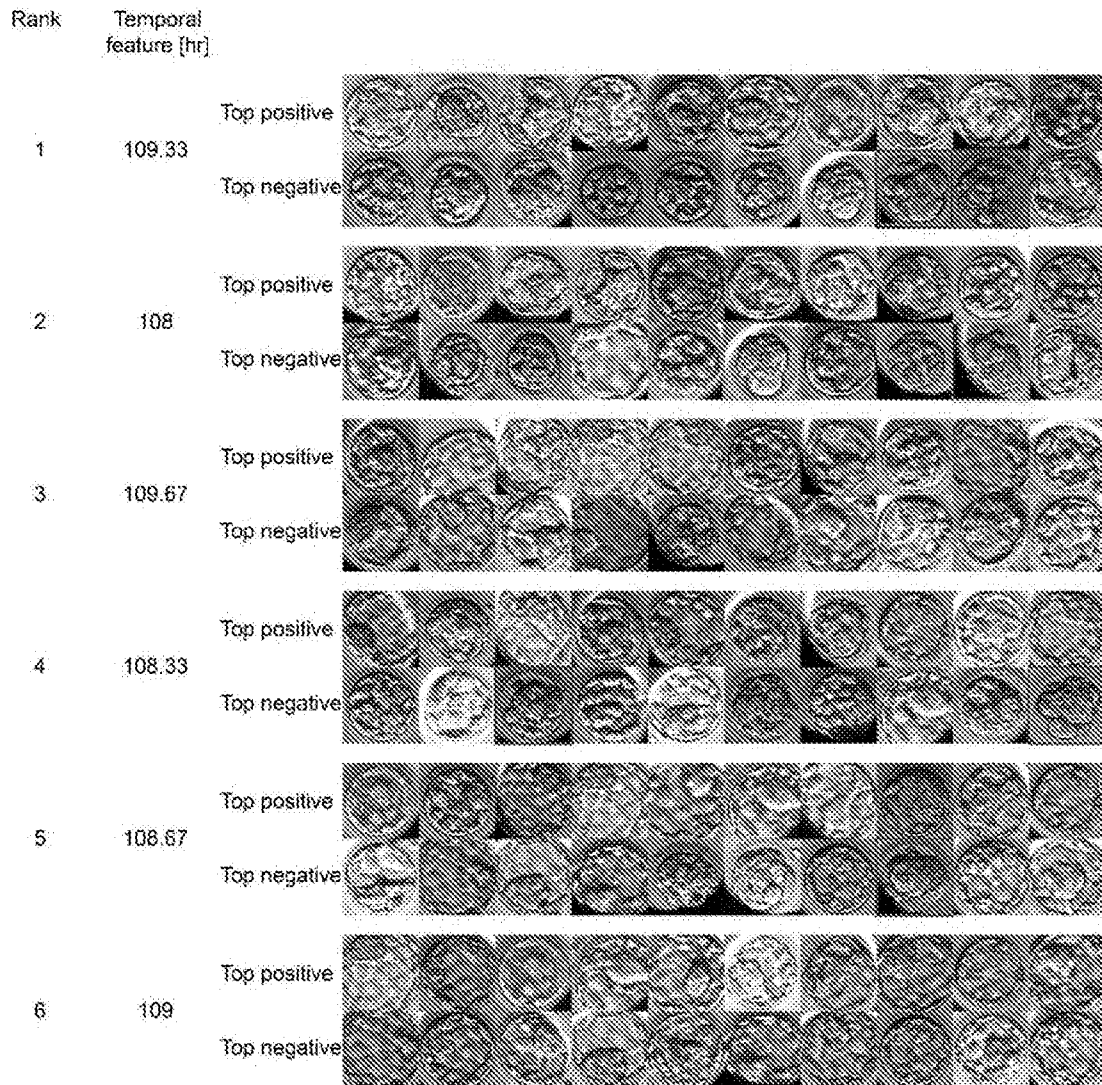 Rank Temporal
feature [hr]
Top positive
1 109.33
Top negative
Top positive
2 108
Top negative
Top positive
3 109.67
Top negative
Top positive
4 108.33
Top negative
Top positive
5 108.67
Top negative
Top positive
6 109
Top negative